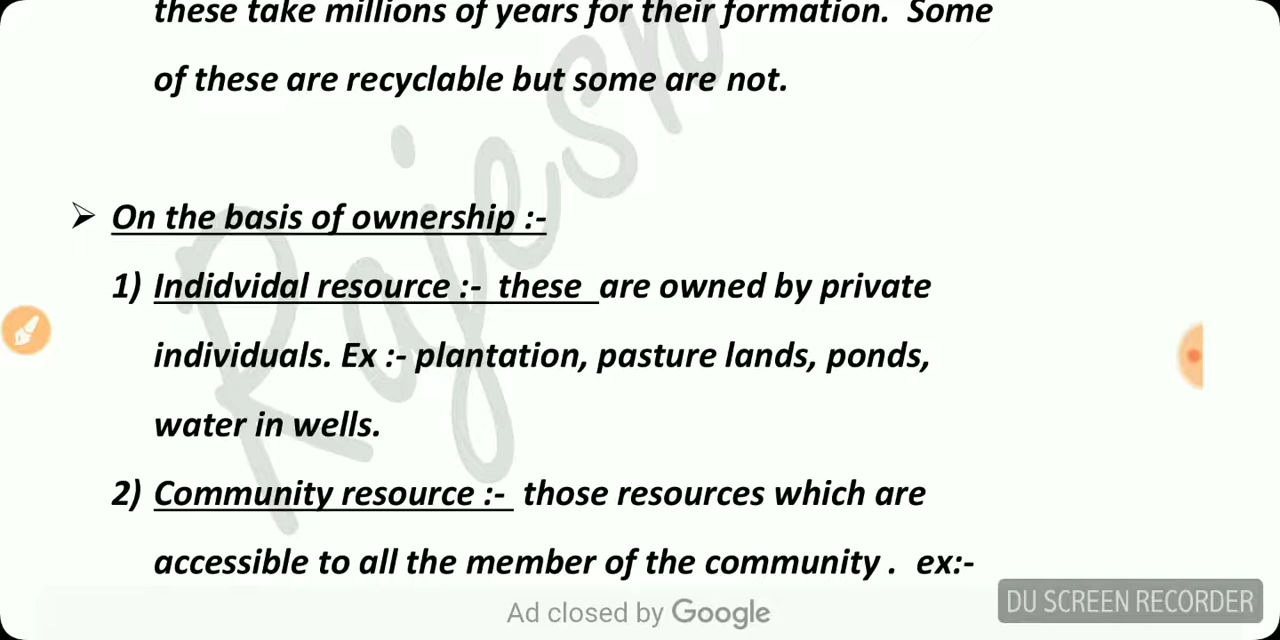 these take millions of years for their formation. Some
of these are recyclable but some are not.
➢ On the basis of ownership :-
1) Indidvidal resource :- these are owned by private
individuals. Ex :- plantation, pasture lands, ponds,
water in wells.
2) Community resource :- those resources which are
accessible to all the member of the community . ex:-
Rajesh
Ad closed by Google
DU SCREEN RECORDER